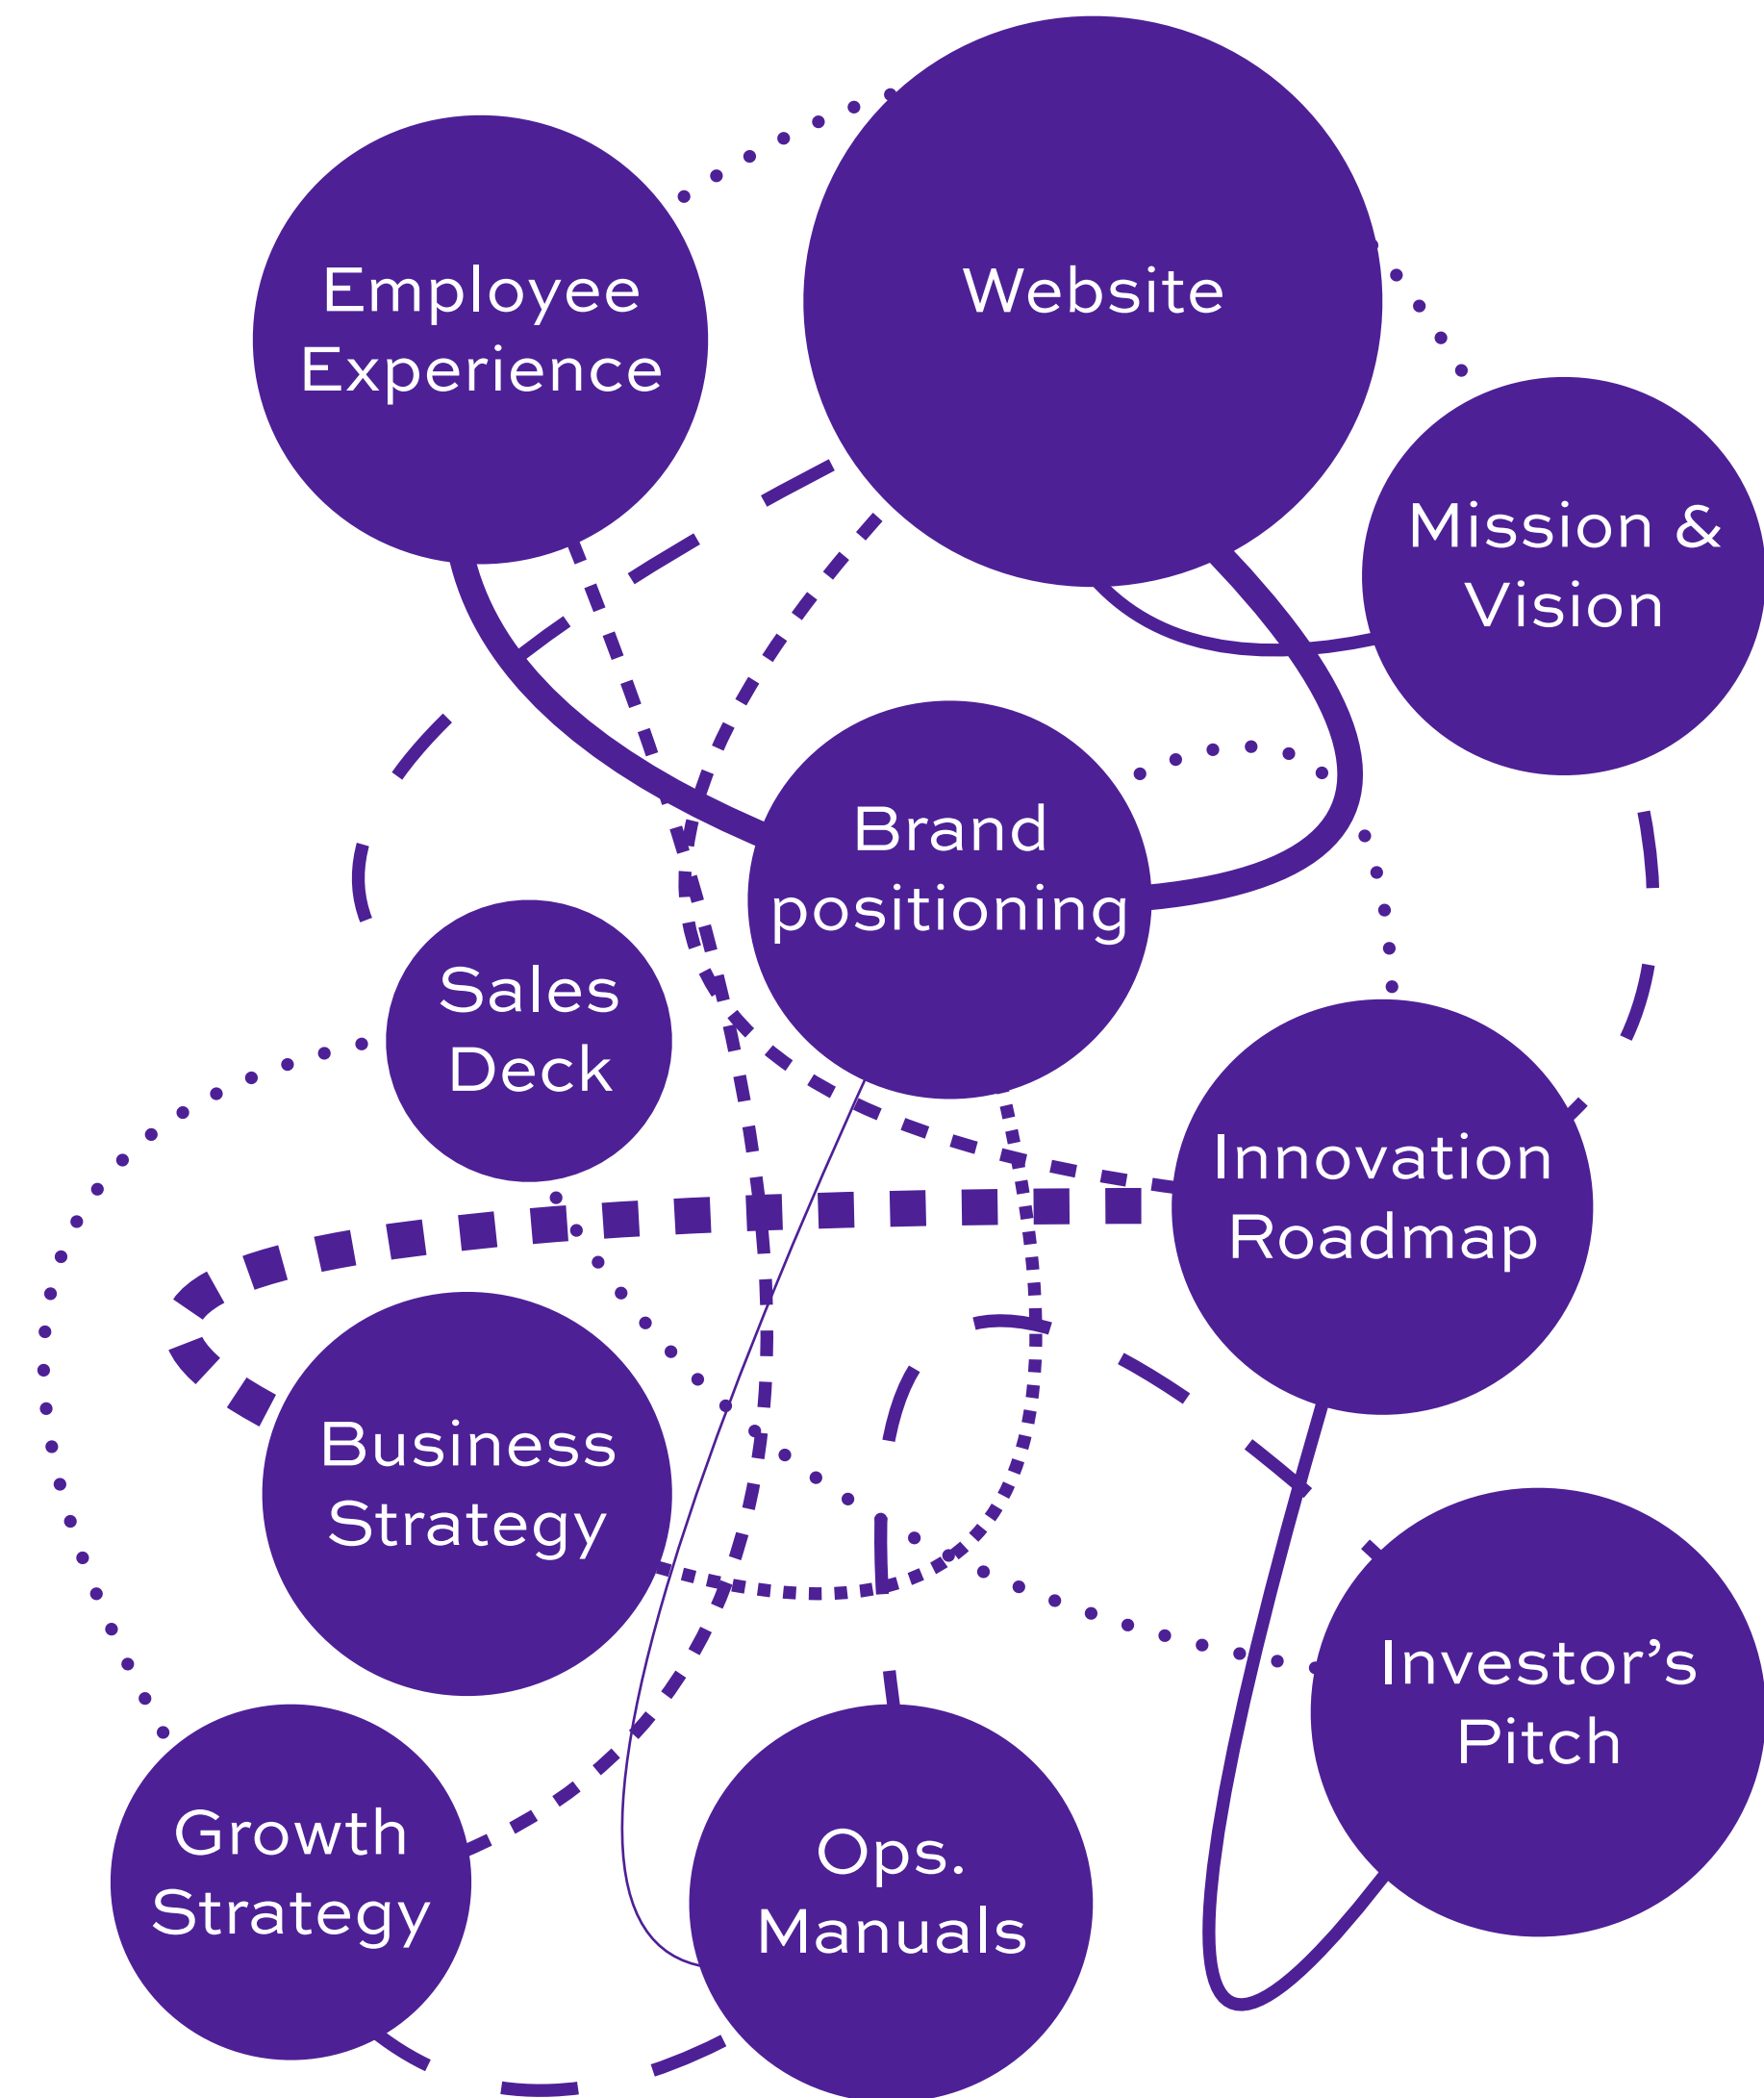 Employee
Experience
Website
Mission &
Vision
Brand
positioning
Sales
Deck
Innovation
Roadmap
Business
Strategy
Investor’s
Pitch
Growth
Strategy
Ops.
Manuals